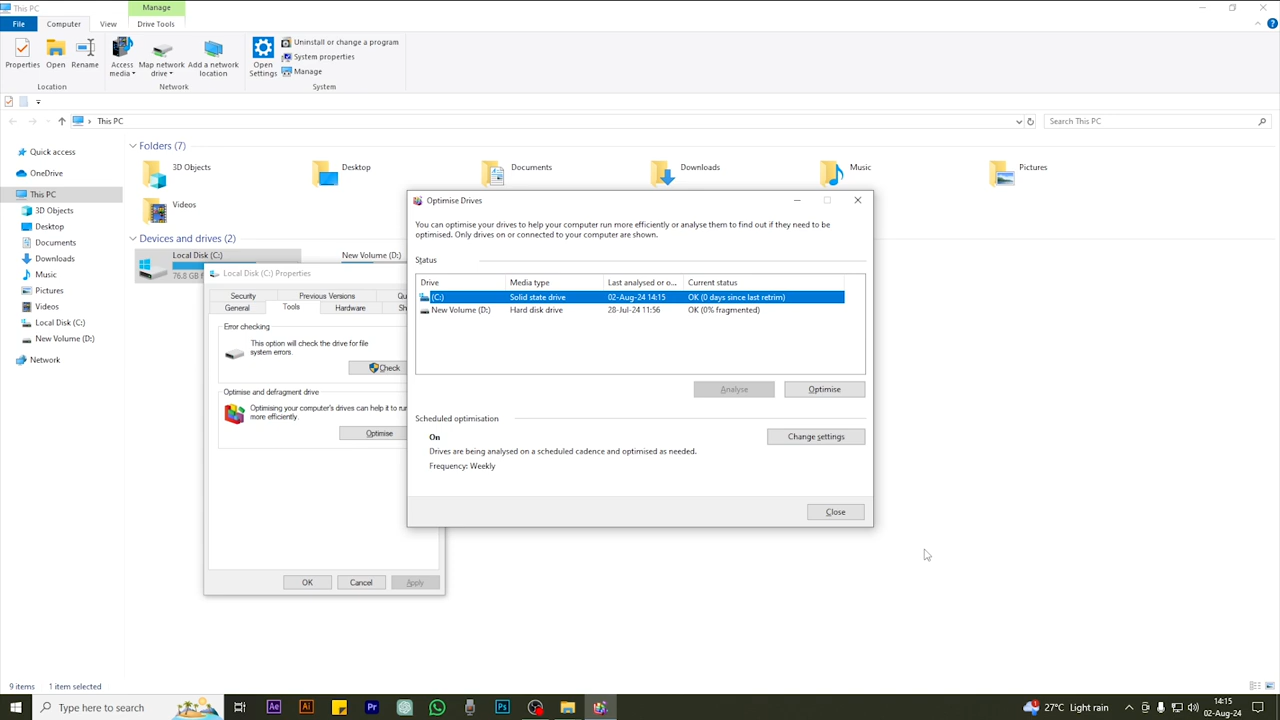 This PC
Manage
File
Computer
View
Drive Tools
Properties
Open
Rename
Access media
Map network drive
Add a network location
Open Settings
Uninstall or change a program
System properties
Manage
Location
Network
System
This PC
Search This PC
Quick access
OneDrive
This PC
3D Objects
Desktop
Documents
Downloads
Music
Pictures
Videos
Local Disk (C:)
New Volume (D:)
Network
Folders (7)
3D Objects
Desktop
Documents
Downloads
Music
Pictures
Videos
Devices and drives (2)
Local Disk (C:)
76.8 GB f
New Volume (D:)
Local Disk (C:) Properties
Security
Previous Versions
Qu
General
Tools
Hardware
Sh
Error checking
This option will check the drive for file
system errors.
Check
Optimise and defragment drive
Optimising your computer's drives can help it to run
more efficiently.
Optimise
OK
Cancel
Apply
Optimise Drives
You can optimise your drives to help your computer run more efficiently or analyse them to find out if they need to be
optimised. Only drives on or connected to your computer are shown.
Status
Drive
Media type
Last analysed or o...
Current status
(C:)
Solid state drive
02-Aug-24 14:15
OK (0 days since last retrim)
New Volume (D:)
Hard disk drive
28-Jul-24 11:56
OK (0% fragmented)
Analyse
Optimise
Scheduled optimisation
On
Change settings
Drives are being analysed on a scheduled cadence and optimised as needed.
Frequency: Weekly
Close
9 items
1 item selected
Type here to search
Ae
Ai
Pr
Ps
27°C Light rain
14:15
02-Aug-24